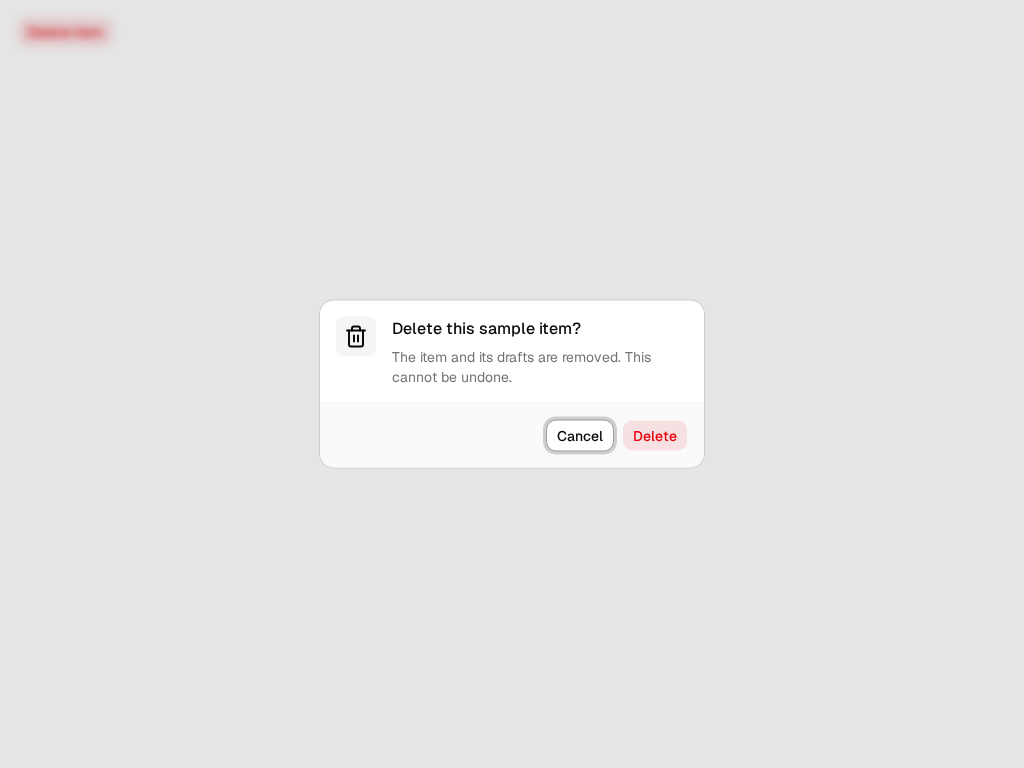 Delete this sample item?
The item and its drafts are removed. This
cannot be undone.
Cancel
Delete